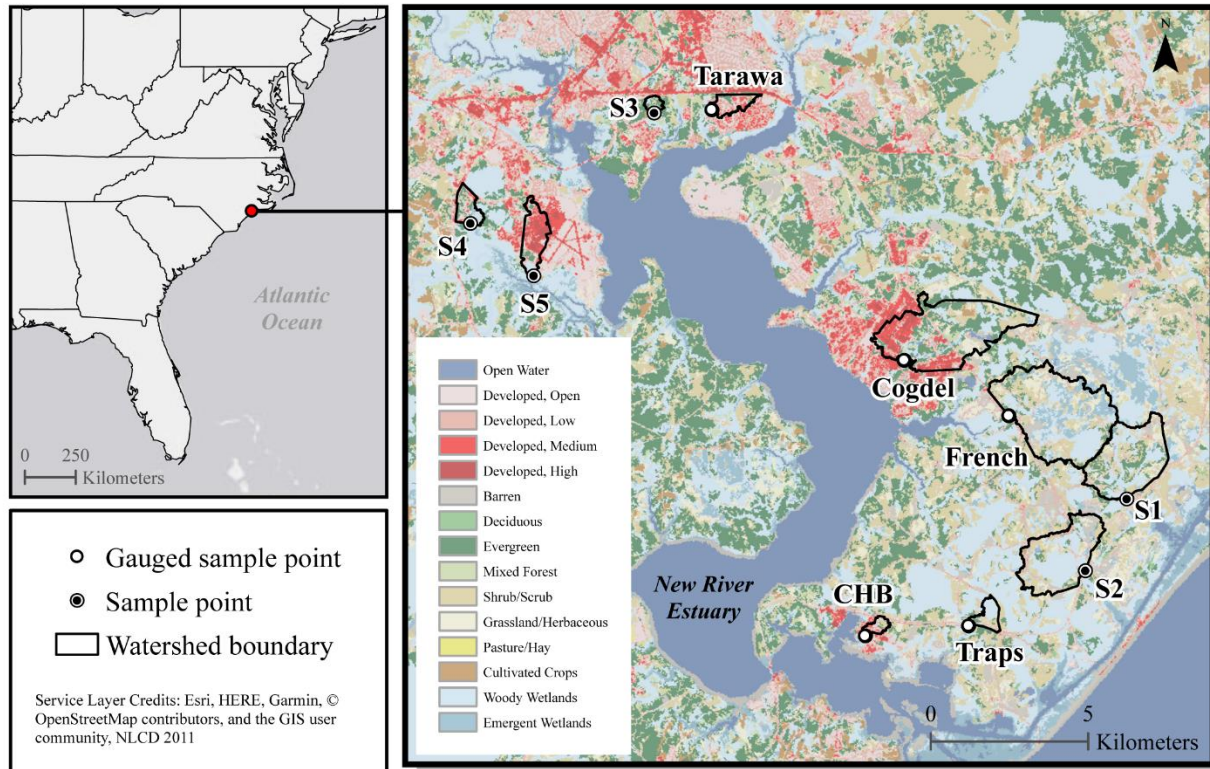 Atlantic
Ocean
0 250
Kilometers
Gauged sample point
Sample point
Watershed boundary
Service Layer Credits: Esri, HERE, Garmin, ©
OpenStreetMap contributors, and the GIS user
community, NLCD 2011
N
Tarawa
S3
S4
S5
Cogdel
French
S1
S2
CHB
Traps
New River
Estuary
Open Water
Developed, Open
Developed, Low
Developed, Medium
Developed, High
Barren
Deciduous
Evergreen
Mixed Forest
Shrub/Scrub
Grassland/Herbaceous
Pasture/Hay
Cultivated Crops
Woody Wetlands
Emergent Wetlands
0 5
Kilometers